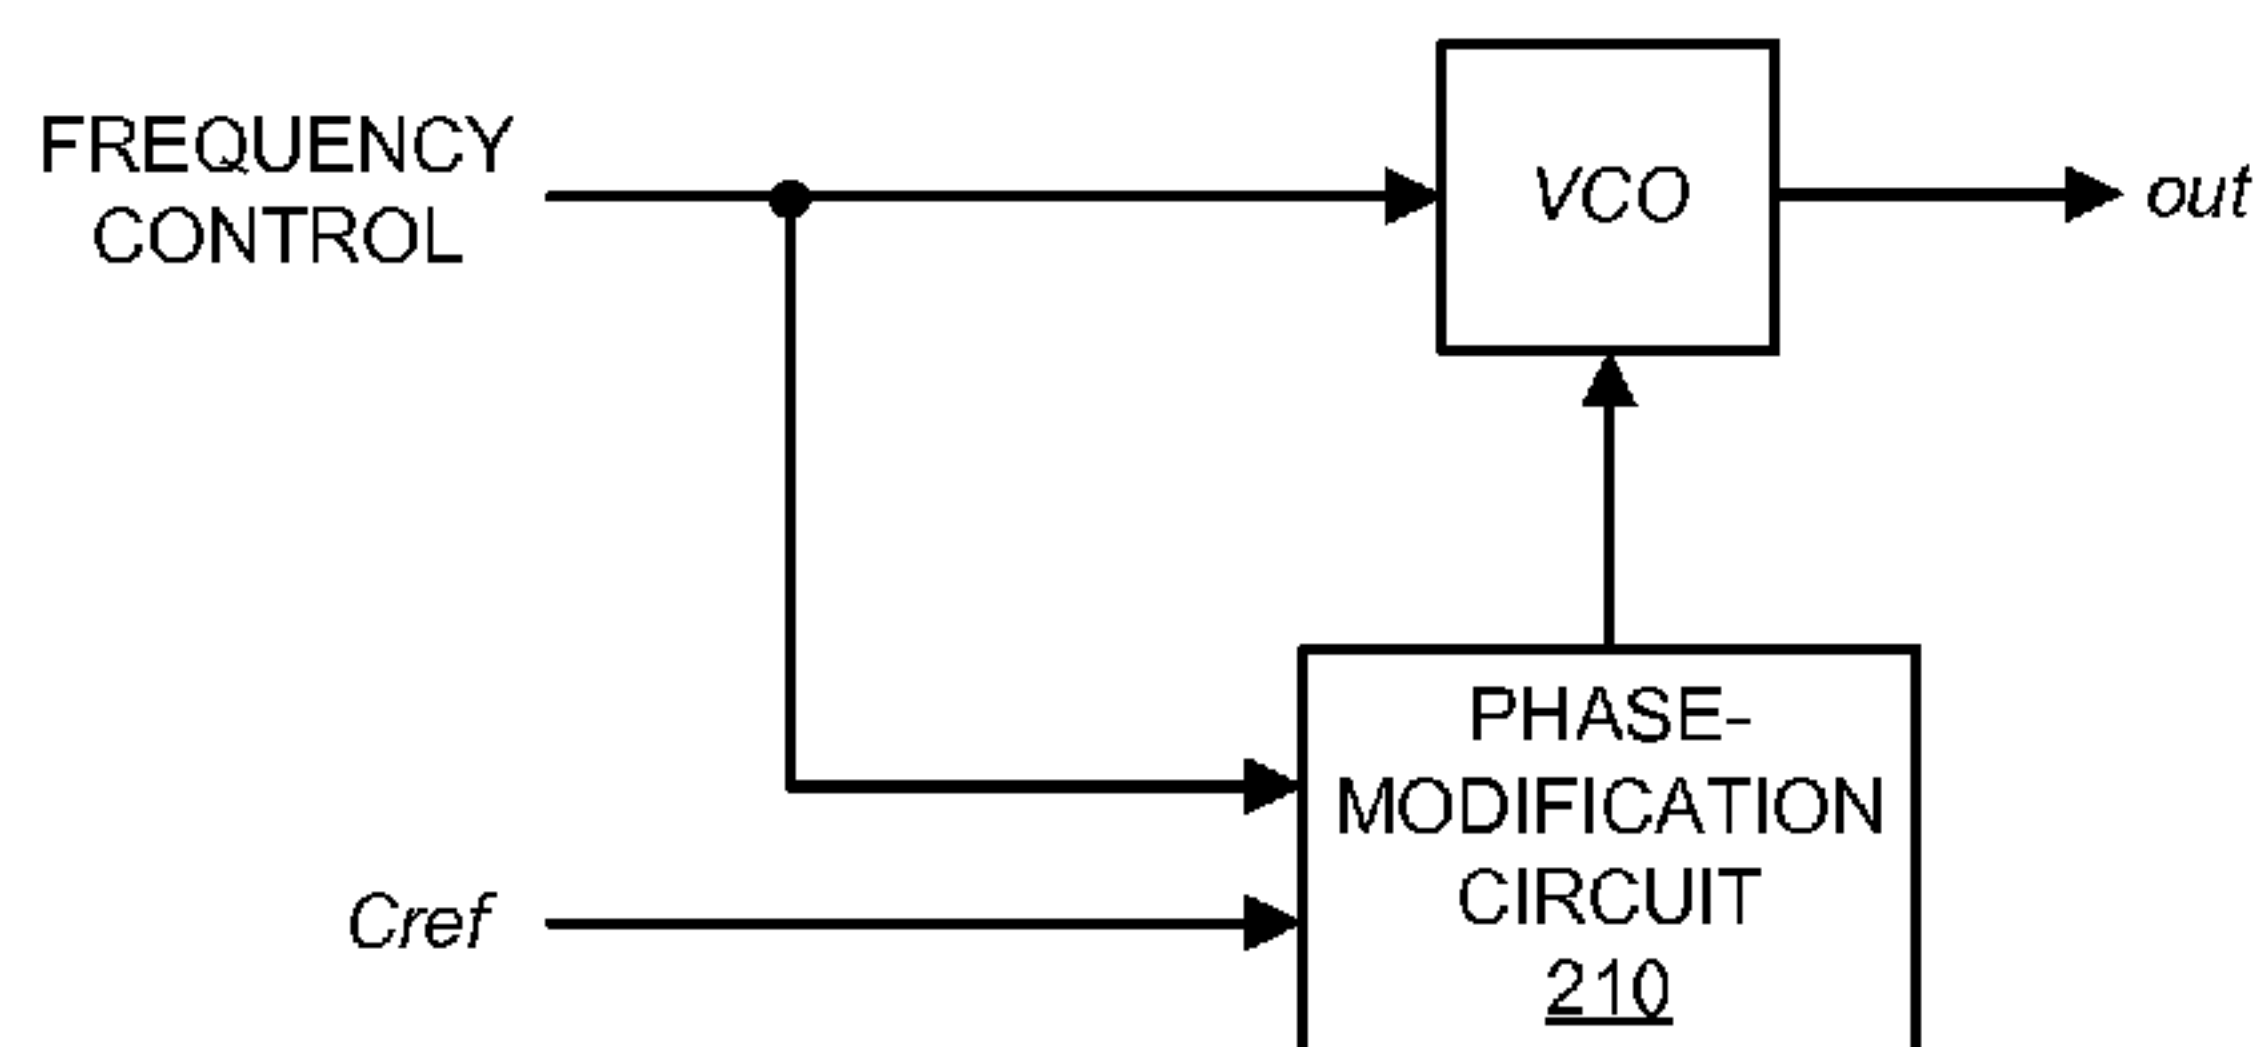 FREQUENCY
CONTROL
VCO
out
PHASE-
MODIFICATION
CIRCUIT
210
Cref